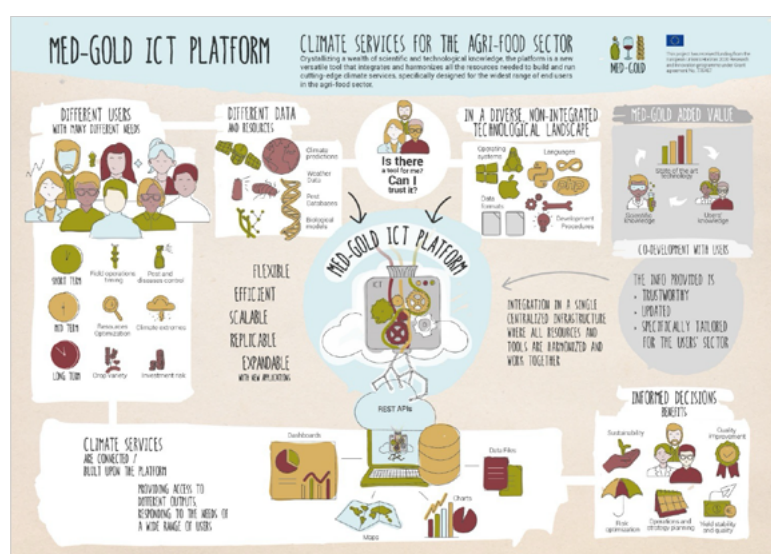 MED-GOLD ICT PLATFORM
CLIMATE SERVICES FOR THE AGRI-FOOD SECTOR
Crystallizing a wealth of scientific and technological knowledge, the platform is a new
versatile tool that integrates and harmonizes all the resources needed to build and run
cutting-edge climate services, specifically designed for the widest range of end users
in the agri-food sector.
MED-GOLD
DIFFERENT USERS
WITH MANY DIFFERENT NEEDS
SHORT TERM
Field operations
timing
Pest and
diseases control
MID TERM
Resources
Optimization
Climate extremes
LONG TERM
Crop variety
Investment risk
DIFFERENT DATA
AND RESOURCES
Climate
predictions
Weather
Data
Pest
Databases
Biological
models
Is there
a tool for me?
Can I
trust it?
IN A DIVERSE, NON-INTEGRATED
TECHNOLOGICAL LANDSCAPE
Operating
systems
Languages
Data
formats
Development
Procedures
MED-GOLD ADDED VALUE
State of the art
technology
Scientific
knowledge
Users'
knowledge
CO-DEVELOPMENT WITH USERS
THE INFO PROVIDED IS
• TRUSTWORTHY
• UPDATED
• SPECIFICALLY TAILORED
FOR THE USERS' SECTOR
MED-GOLD ICT PLATFORM
ICT
FLEXIBLE
EFFICIENT
SCALABLE
REPLICABLE
EXPANDABLE
WITH NEW APPLICATIONS
INTEGRATION IN A SINGLE
CENTRALIZED INFRASTRUCTURE
WHERE ALL RESOURCES AND
TOOLS ARE HARMONIZED AND
WORK TOGETHER
REST APIs
Dashboards
Data Files
Maps
Charts
CLIMATE SERVICES
ARE CONNECTED /
BUILT UPON THE PLATFORM
PROVIDING ACCESS TO
DIFFERENT OUTPUTS,
RESPONDING TO THE NEEDS OF
A WIDE RANGE OF USERS
INFORMED DECISIONS
BENEFITS
Sustainability
Quality
improvement
Risk
optimization
Operations and
strategy planning
Yield stability
and quality